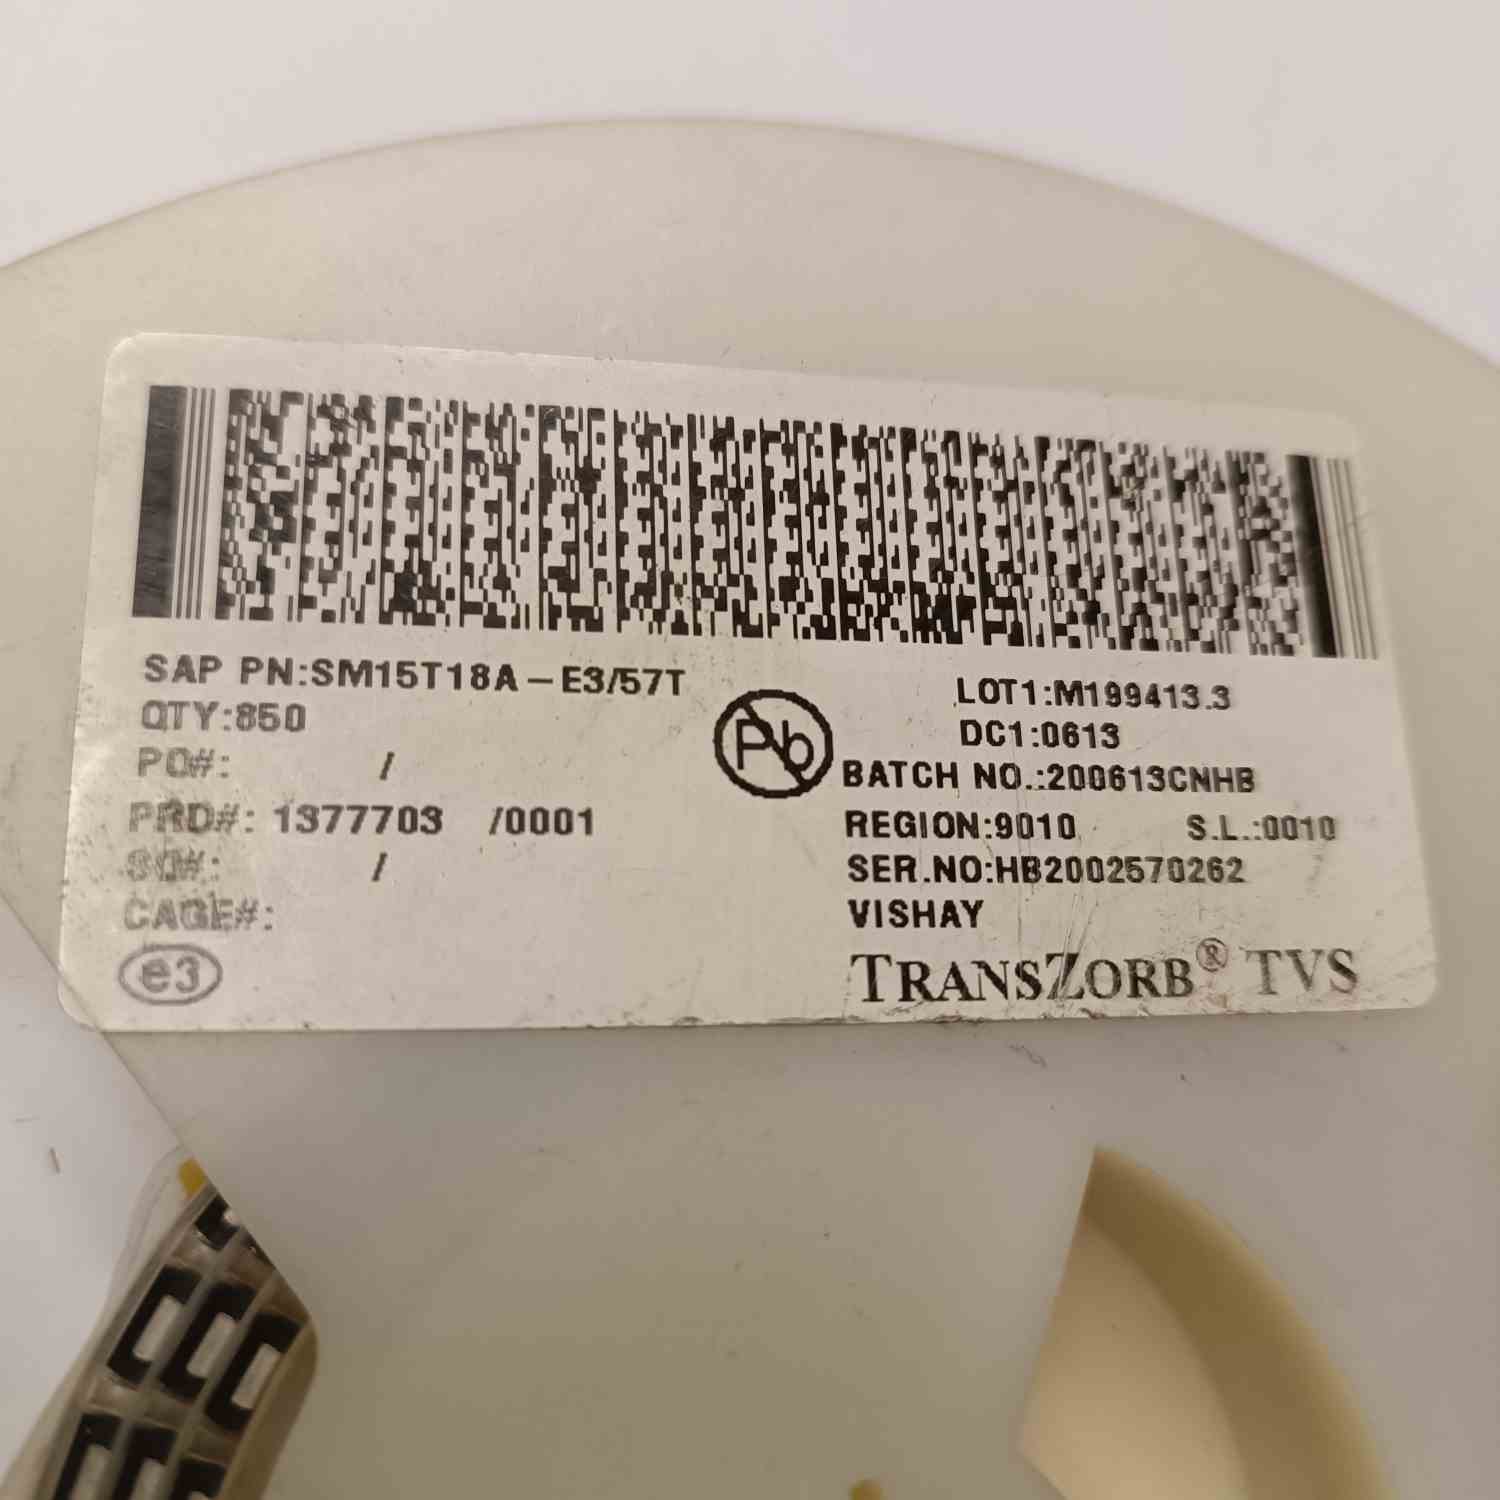 SAP PN:SM15T18A-E3/57T
QTY:850
PO#: /
PRD#: 1377703 /0001
SO#: /
CAGE#:
e3
Pb
LOT1:M199413.3
DC1:0613
BATCH NO.:200613CNHB
REGION:9010 S.L.:0010
SER.NO:HB2002570262
VISHAY
TRANSZORB® TVS